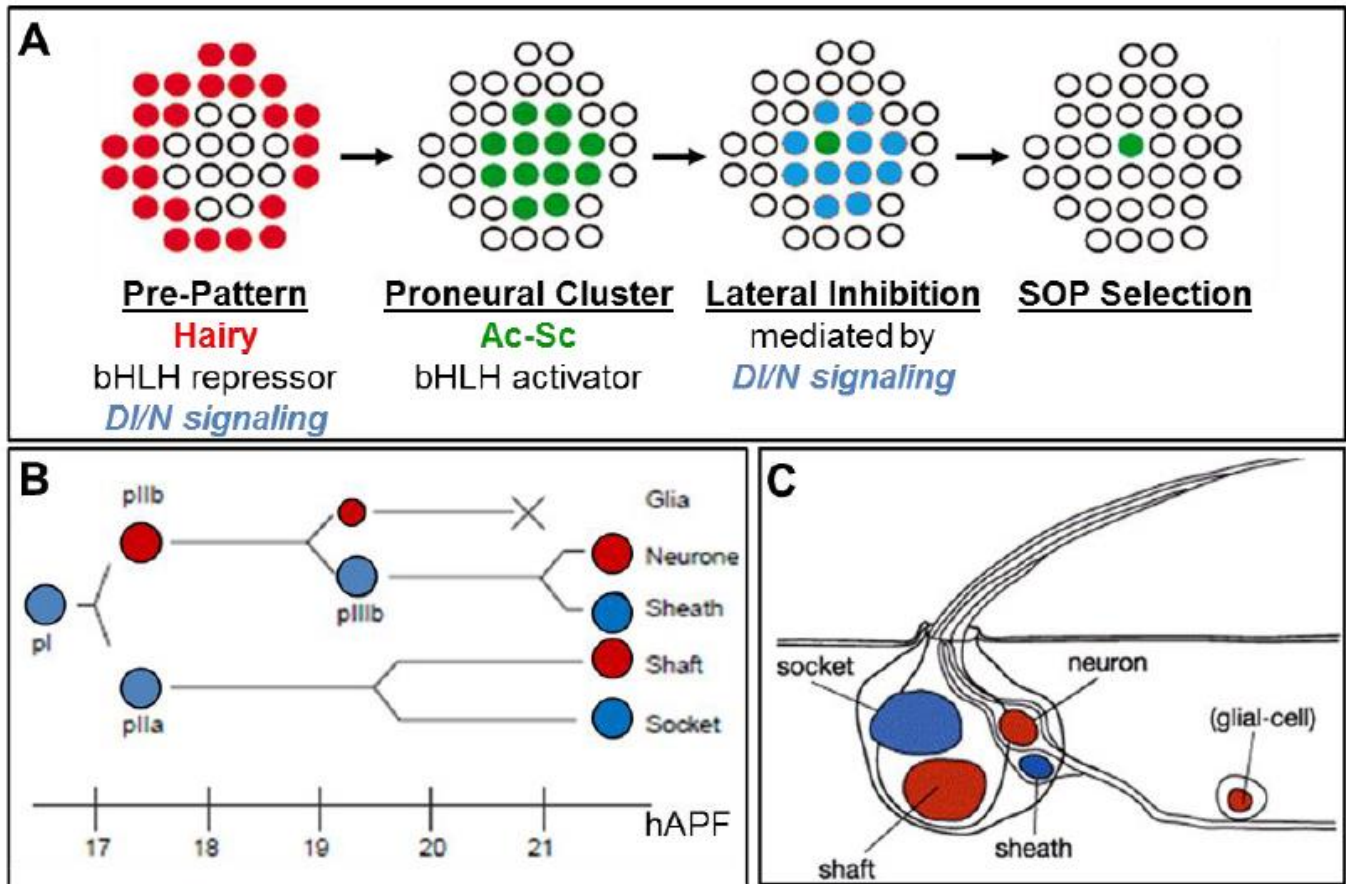 A
Pre-Pattern
Hairy
bHLH repressor
Dl/N signaling
Proneural Cluster
Ac-Sc
bHLH activator
Lateral Inhibition
mediated by
Dl/N signaling
SOP Selection
B
pIIb
Glia
Neurone
pI
pIIIb
Sheath
Shaft
pIIa
Socket
17 18 19 20 21 hAPF
C
socket
neuron
(glial-cell)
shaft
sheath